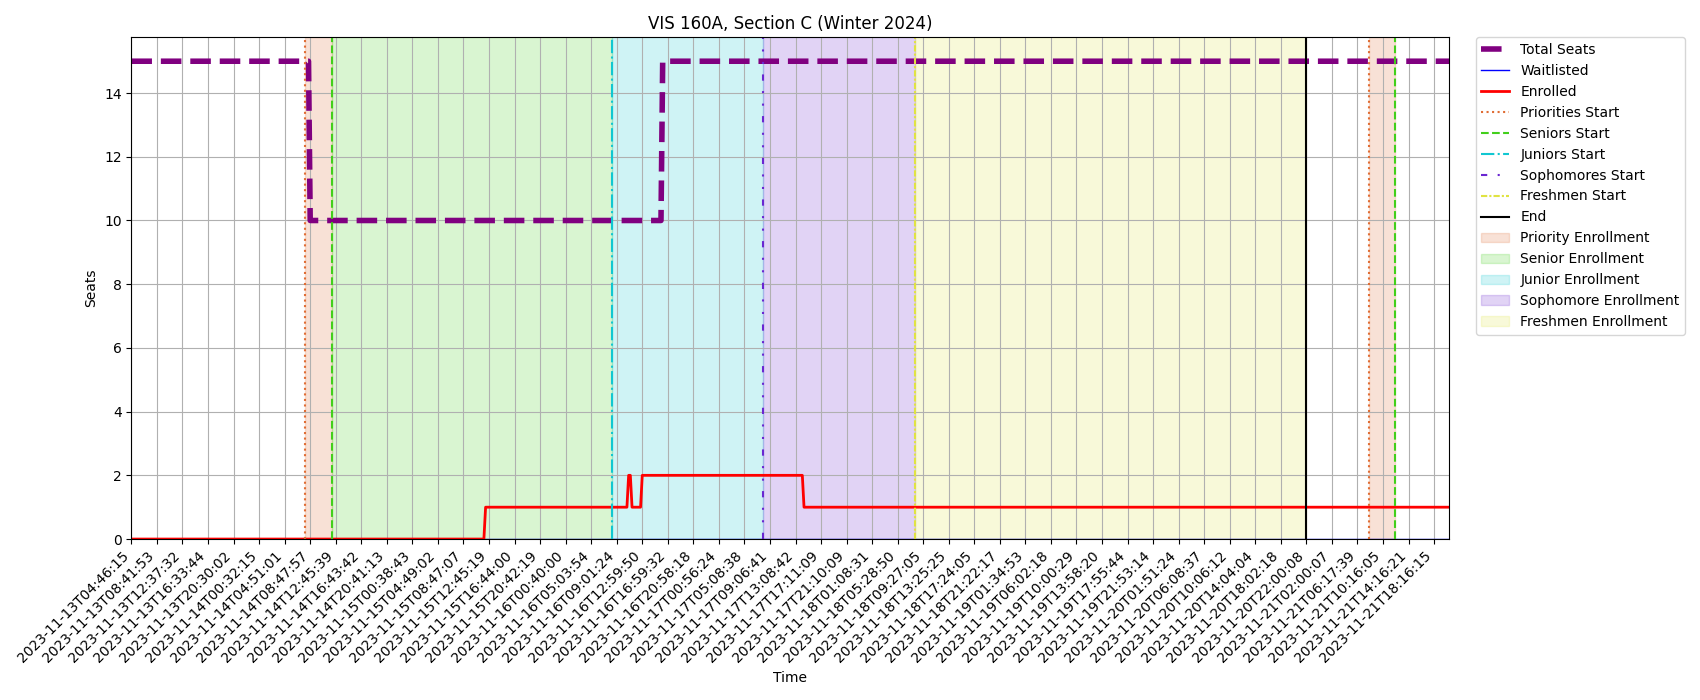 VIS 160A, Section C (Winter 2024)
Seats
14
12
10
8
6
4
2
0
2023-11-13T04:46:15
2023-11-13T08:41:53
2023-11-13T12:37:32
2023-11-13T16:33:44
2023-11-13T20:30:02
2023-11-14T00:32:15
2023-11-14T04:51:01
2023-11-14T08:47:57
2023-11-14T12:45:39
2023-11-14T16:43:42
2023-11-14T20:41:13
2023-11-15T00:38:43
2023-11-15T04:49:02
2023-11-15T08:47:07
2023-11-15T12:45:19
2023-11-15T16:44:00
2023-11-15T20:42:19
2023-11-16T00:40:00
2023-11-16T05:03:54
2023-11-16T09:01:24
2023-11-16T12:59:50
2023-11-16T16:59:32
2023-11-16T20:58:18
2023-11-17T00:56:24
2023-11-17T05:08:38
2023-11-17T09:06:41
2023-11-17T13:08:42
2023-11-17T17:11:09
2023-11-17T21:10:09
2023-11-18T01:08:31
2023-11-18T05:28:50
2023-11-18T09:27:05
2023-11-18T13:25:25
2023-11-18T17:24:05
2023-11-18T21:22:17
2023-11-19T01:34:53
2023-11-19T06:02:18
2023-11-19T10:00:29
2023-11-19T13:58:20
2023-11-19T17:55:44
2023-11-19T21:53:14
2023-11-20T01:51:24
2023-11-20T06:08:37
2023-11-20T10:06:12
2023-11-20T14:04:04
2023-11-20T18:02:18
2023-11-20T22:00:08
2023-11-21T02:00:07
2023-11-21T06:17:39
2023-11-21T10:16:05
2023-11-21T14:16:21
2023-11-21T18:16:15
Time
Total Seats
Waitlisted
Enrolled
Priorities Start
Seniors Start
Juniors Start
Sophomores Start
Freshmen Start
End
Priority Enrollment
Senior Enrollment
Junior Enrollment
Sophomore Enrollment
Freshmen Enrollment